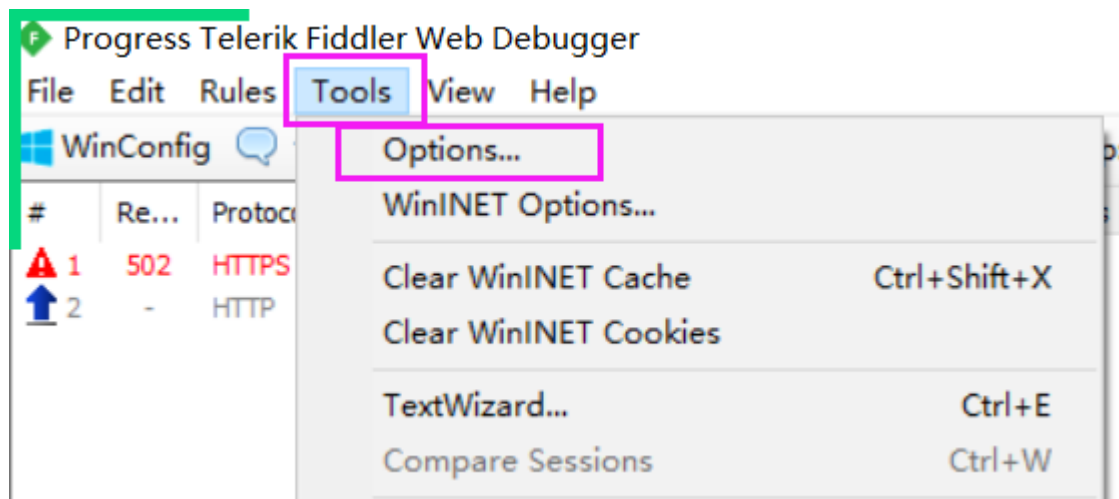 Progress Telerik Fiddler Web Debugger
File Edit Rules Tools View Help
WinConfig
Options...
WinINET Options...
# Re... Protoc
1 502 HTTPS
2 - HTTP
Clear WinINET Cache Ctrl+Shift+X
Clear WinINET Cookies
TextWizard... Ctrl+E
Compare Sessions Ctrl+W